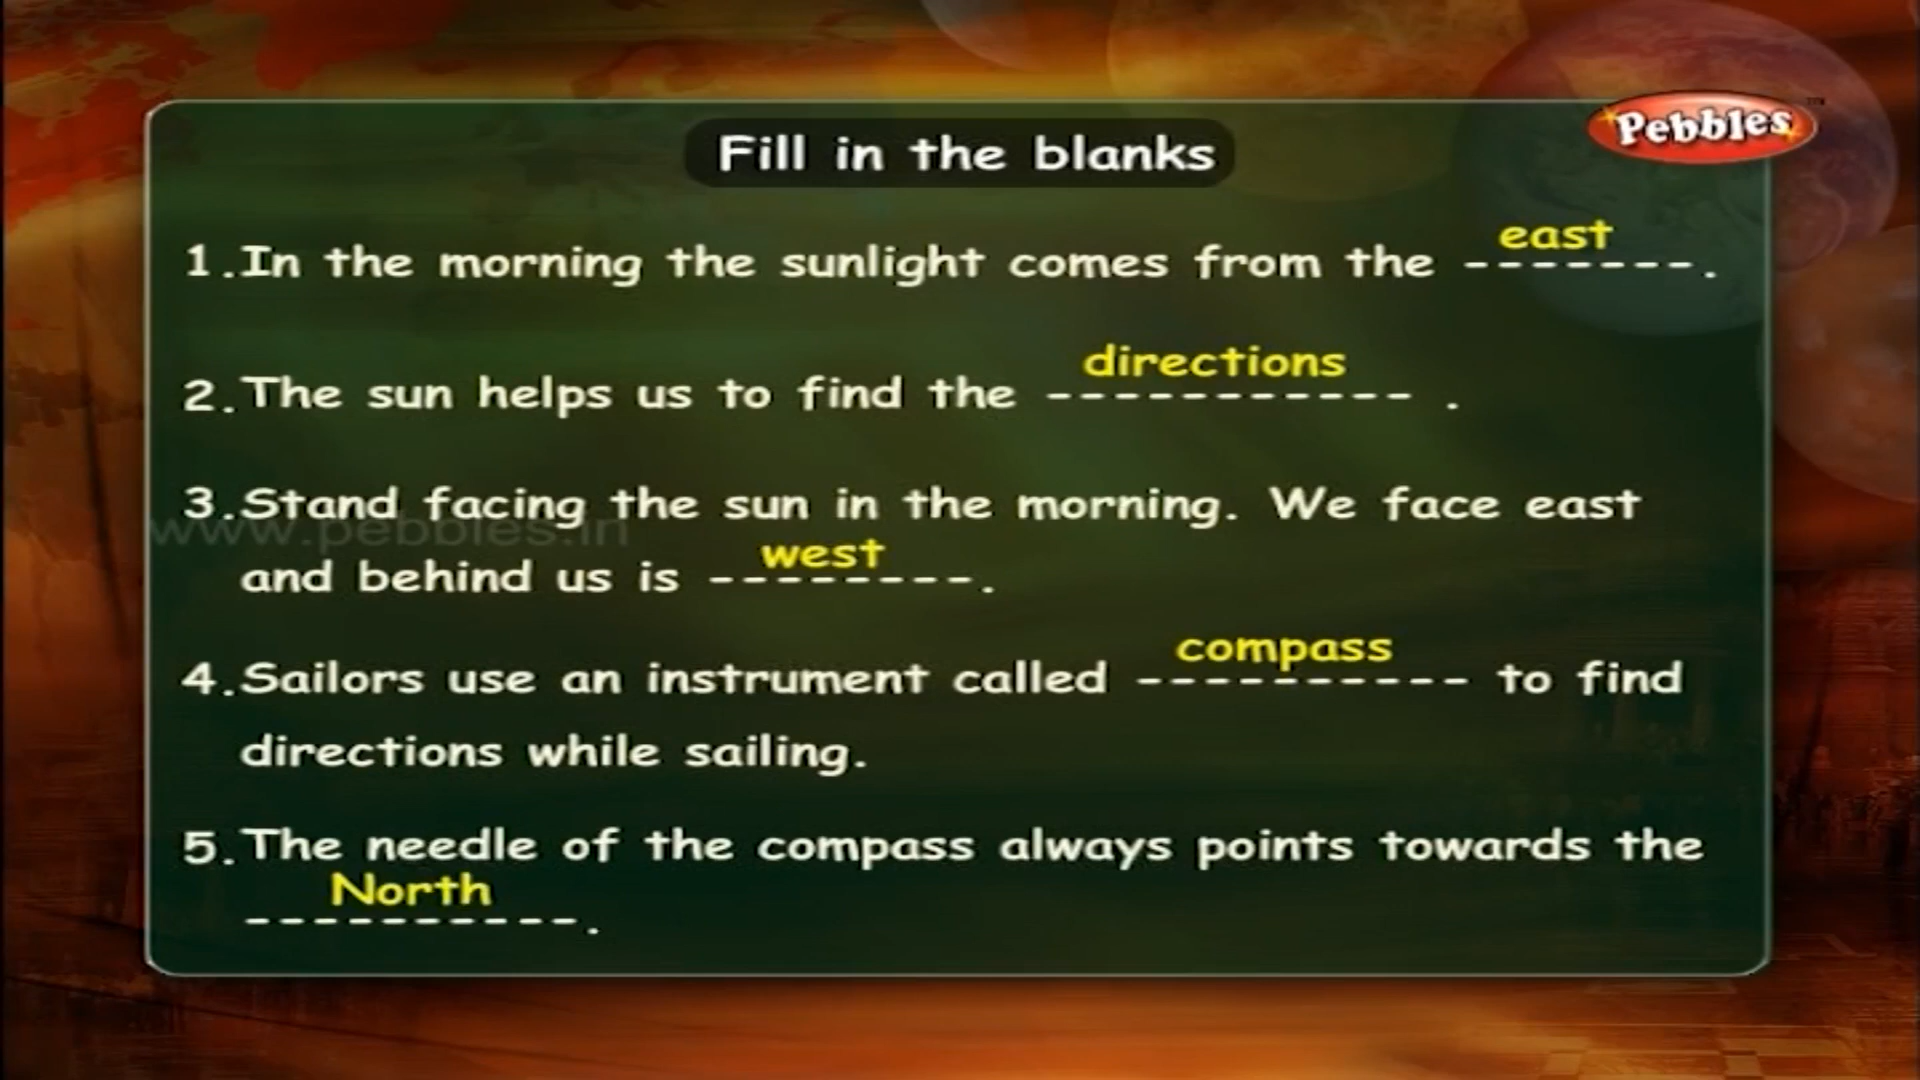 Pebbles™
Fill in the blanks
1.In the morning the sunlight comes from the east -------.
2.The sun helps us to find the directions ----------- .
3.Stand facing the sun in the morning. We face east
www.pebbles.in
and behind us is west --------.
4.Sailors use an instrument called compass ---------- to find
directions while sailing.
5.The needle of the compass always points towards the
North
----------.